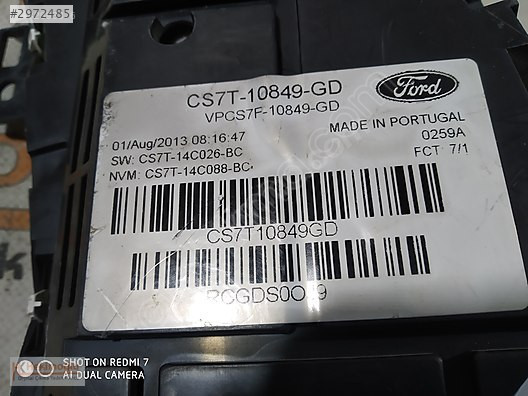 #2972485
Ford
CS7T-10849-GD
VPCS7F-10849-GD
01/Aug/2013 08:16:47
MADE IN PORTUGAL
SW: CS7T-14C026-BC
0259A
NVM: CS7T-14C088-BC
FCT 7/1
CS7T10849GD
SHOT ON REDMI 7
AI DUAL CAMERA